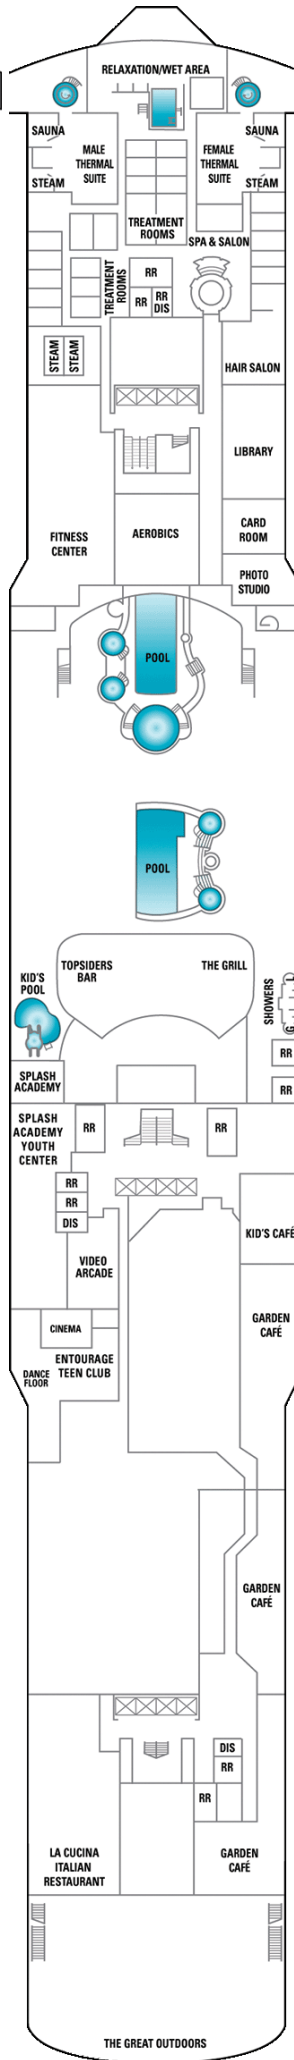 RELAXATION/WET AREA
SAUNA
SAUNA
MALE
THERMAL
SUITE
FEMALE
THERMAL
SUITE
STEAM
STEAM
TREATMENT
ROOMS
SPA & SALON
TREATMENT
ROOMS
RR
RR
RR
DIS
STEAM
STEAM
HAIR SALON
LIBRARY
FITNESS
CENTER
AEROBICS
CARD
ROOM
PHOTO
STUDIO
POOL
POOL
TOPSIDERS
BAR
THE GRILL
KID'S
POOL
SHOWERS
L
G
RR
RR
SPLASH
ACADEMY
SPLASH
ACADEMY
YOUTH
CENTER
RR
RR
RR
RR
DIS
KID'S CAFÉ
VIDEO
ARCADE
GARDEN
CAFÉ
CINEMA
ENTOURAGE
TEEN CLUB
DANCE
FLOOR
GARDEN
CAFÉ
DIS
RR
RR
LA CUCINA
ITALIAN
RESTAURANT
GARDEN
CAFÉ
THE GREAT OUTDOORS